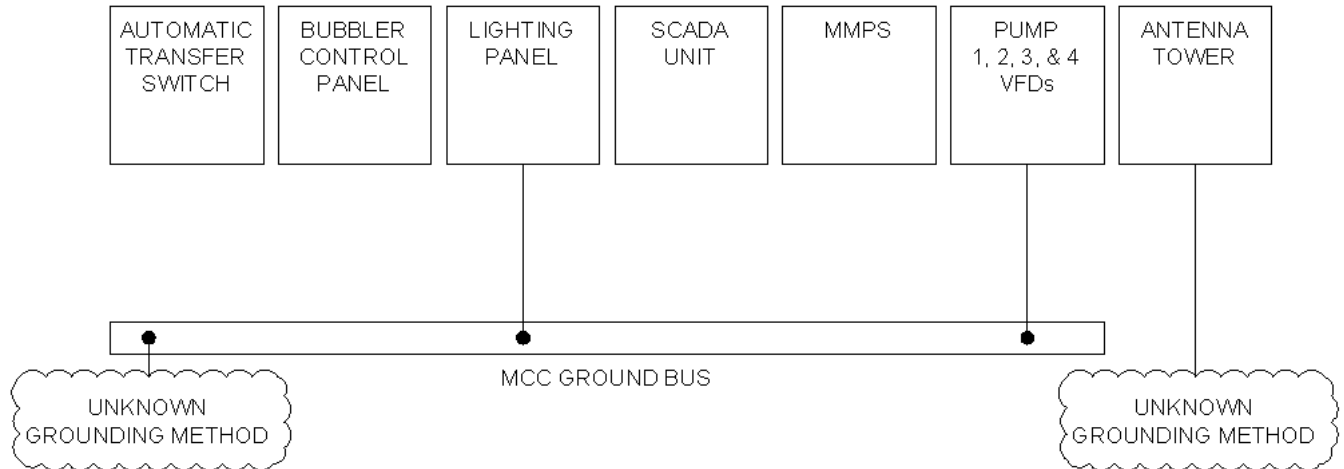 AUTOMATIC
TRANSFER
SWITCH
BUBBLER
CONTROL
PANEL
LIGHTING
PANEL
SCADA
UNIT
MMPS
PUMP
1, 2, 3, & 4
VFDs
ANTENNA
TOWER
MCC GROUND BUS
UNKNOWN
GROUNDING METHOD
UNKNOWN
GROUNDING METHOD